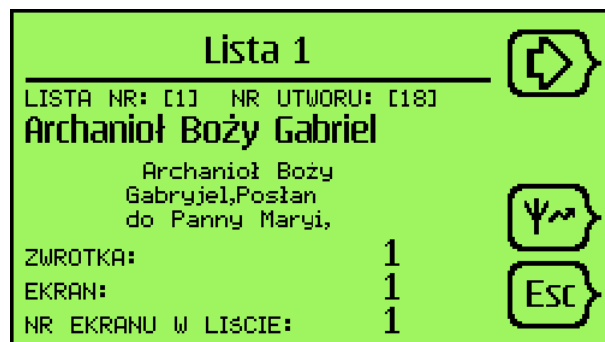 Lista 1
LISTA NR: [1] NR UTWORU: [18]
Archanioł Boży Gabriel
Archanioł Boży
Gabryjel,Posłan
do Panny Maryi,
ZWROTKA: 1
EKRAN: 1
NR EKRANU W LIŚCIE: 1
Esc